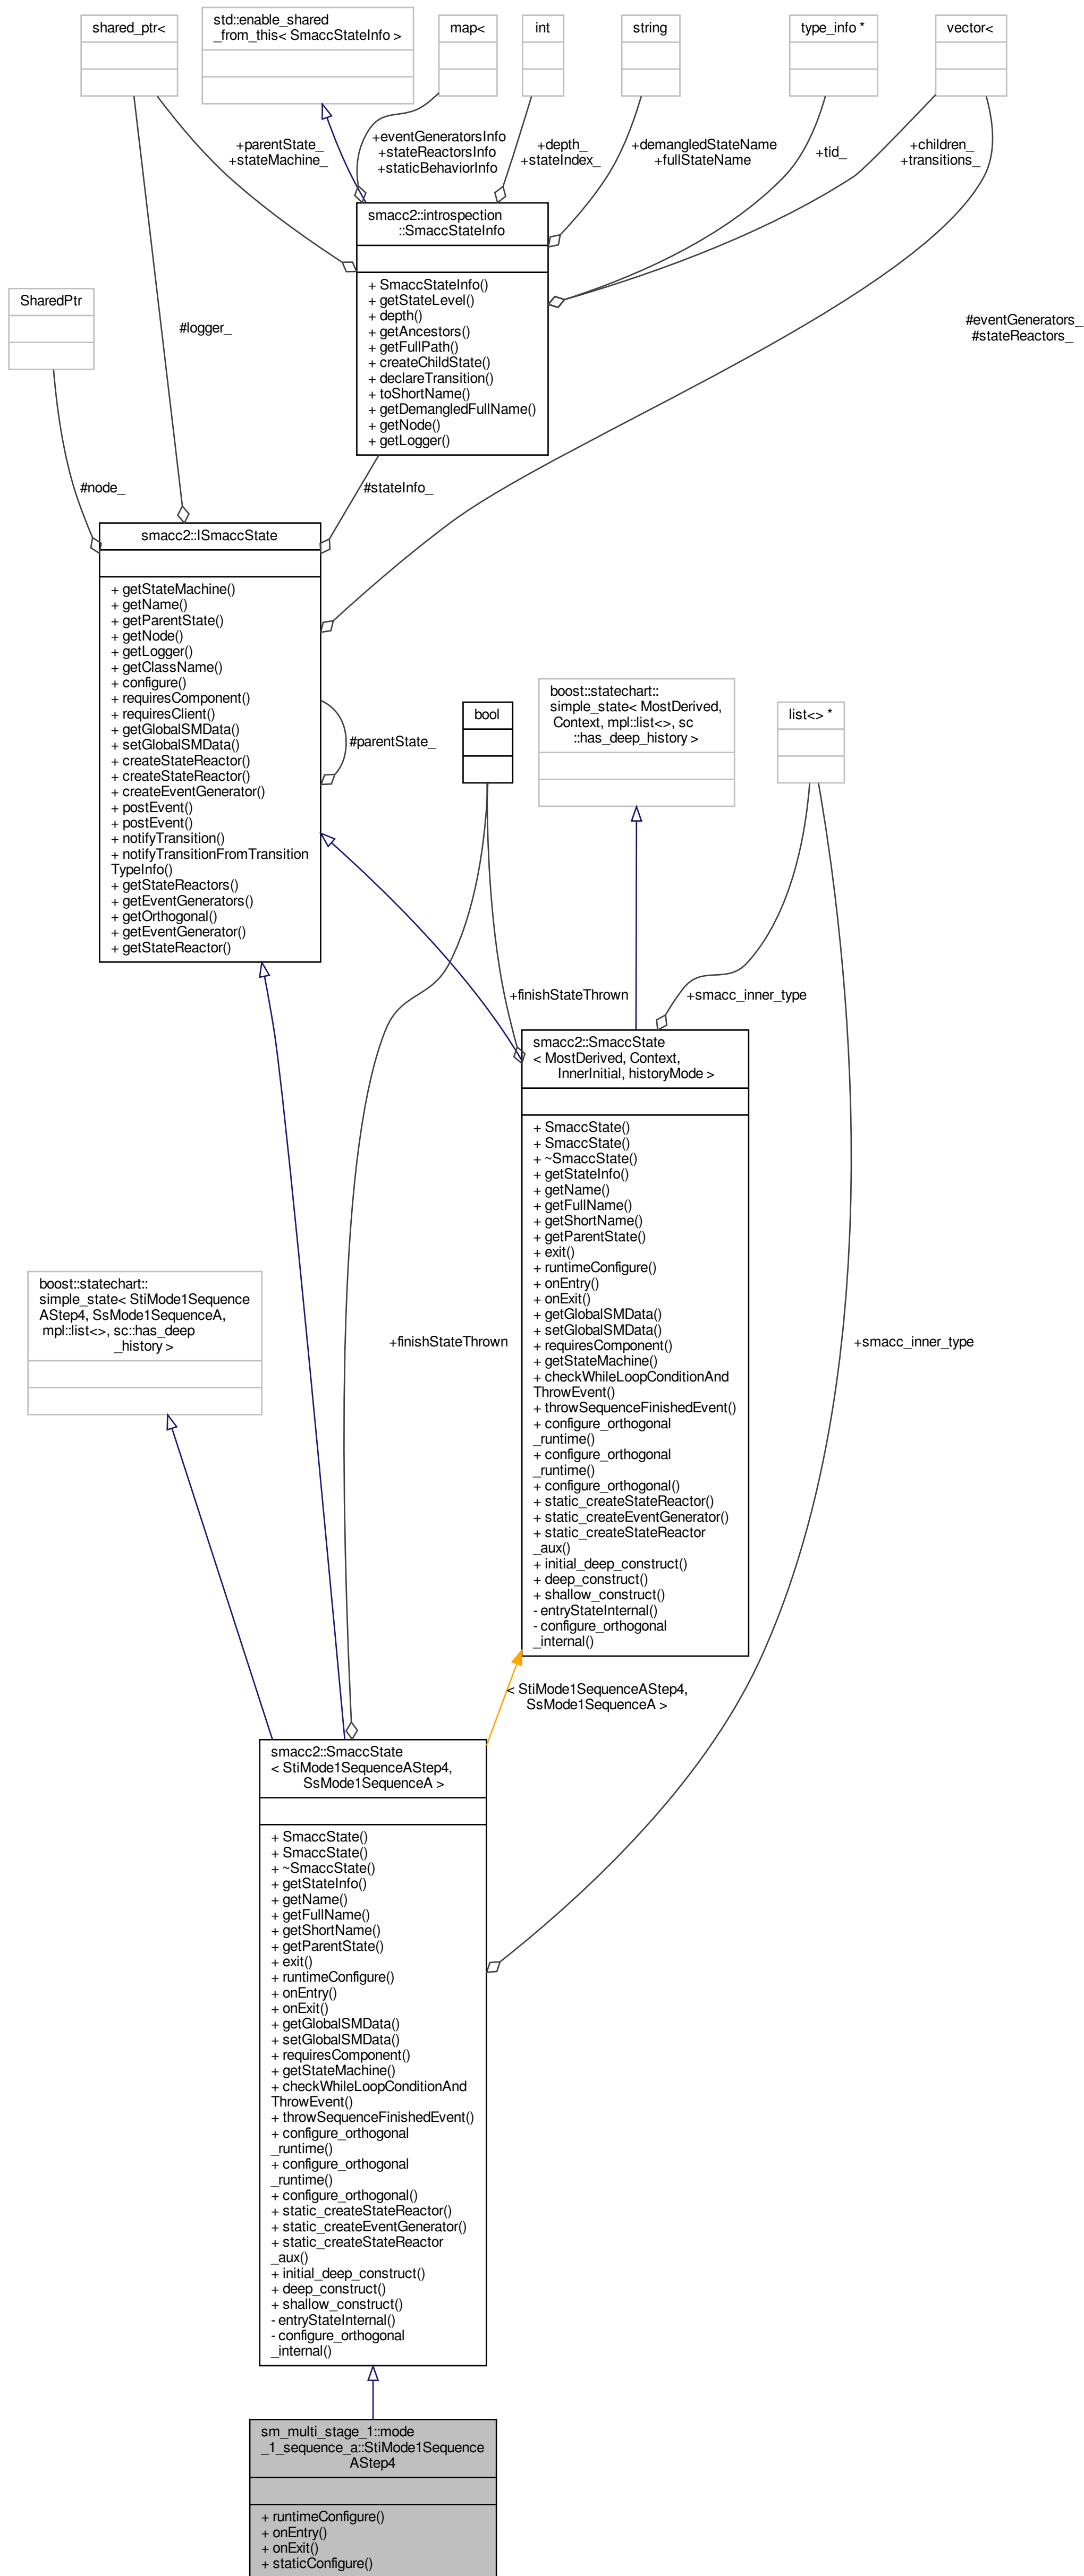 shared_ptr<
std::enable_shared
_from_this< SmaccStateInfo >
map<
int
string
type_info *
vector<
+parentState_
+stateMachine_
+eventGeneratorsInfo
+stateReactorsInfo
+staticBehaviorInfo
+depth_
+stateIndex_
+demangledStateName
+fullStateName
+tid_
+children_
+transitions_
smacc2::introspection
::SmaccStateInfo
+ SmaccStateInfo()
+ getStateLevel()
+ depth()
+ getAncestors()
+ getFullPath()
+ createChildState()
+ declareTransition()
+ toShortName()
+ getDemangledFullName()
+ getNode()
+ getLogger()
SharedPtr
#logger_
#eventGenerators_
#stateReactors_
#node_
#stateInfo_
smacc2::ISmaccState
+ getStateMachine()
+ getName()
+ getParentState()
+ getNode()
+ getLogger()
+ getClassName()
+ configure()
+ requiresComponent()
+ requiresClient()
+ getGlobalSMData()
+ setGlobalSMData()
+ createStateReactor()
+ createStateReactor()
+ createEventGenerator()
+ postEvent()
+ postEvent()
+ notifyTransition()
+ notifyTransitionFromTransition
TypeInfo()
+ getStateReactors()
+ getEventGenerators()
+ getOrthogonal()
+ getEventGenerator()
+ getStateReactor()
#parentState_
bool
boost::statechart::
simple_state< MostDerived,
Context, mpl::list<>, sc
::has_deep_history >
list<> *
+finishStateThrown
+smacc_inner_type
smacc2::SmaccState
< MostDerived, Context,
InnerInitial, historyMode >
+ SmaccState()
+ SmaccState()
+ ~SmaccState()
+ getStateInfo()
+ getName()
+ getFullName()
+ getShortName()
+ getParentState()
+ exit()
+ runtimeConfigure()
+ onEntry()
+ onExit()
+ getGlobalSMData()
+ setGlobalSMData()
+ requiresComponent()
+ getStateMachine()
+ checkWhileLoopConditionAnd
ThrowEvent()
+ throwSequenceFinishedEvent()
+ configure_orthogonal
_runtime()
+ configure_orthogonal
_runtime()
+ configure_orthogonal()
+ static_createStateReactor()
+ static_createEventGenerator()
+ static_createStateReactor
_aux()
+ initial_deep_construct()
+ deep_construct()
+ shallow_construct()
- entryStateInternal()
- configure_orthogonal
_internal()
boost::statechart::
simple_state< StiMode1Sequence
AStep4, SsMode1SequenceA,
mpl::list<>, sc::has_deep
_history >
+finishStateThrown
+smacc_inner_type
< StiMode1SequenceAStep4,
SsMode1SequenceA >
smacc2::SmaccState
< StiMode1SequenceAStep4,
SsMode1SequenceA >
+ SmaccState()
+ SmaccState()
+ ~SmaccState()
+ getStateInfo()
+ getName()
+ getFullName()
+ getShortName()
+ getParentState()
+ exit()
+ runtimeConfigure()
+ onEntry()
+ onExit()
+ getGlobalSMData()
+ setGlobalSMData()
+ requiresComponent()
+ getStateMachine()
+ checkWhileLoopConditionAnd
ThrowEvent()
+ throwSequenceFinishedEvent()
+ configure_orthogonal
_runtime()
+ configure_orthogonal
_runtime()
+ configure_orthogonal()
+ static_createStateReactor()
+ static_createEventGenerator()
+ static_createStateReactor
_aux()
+ initial_deep_construct()
+ deep_construct()
+ shallow_construct()
- entryStateInternal()
- configure_orthogonal
_internal()
sm_multi_stage_1::mode
_1_sequence_a::StiMode1Sequence
AStep4
+ runtimeConfigure()
+ onEntry()
+ onExit()
+ staticConfigure()